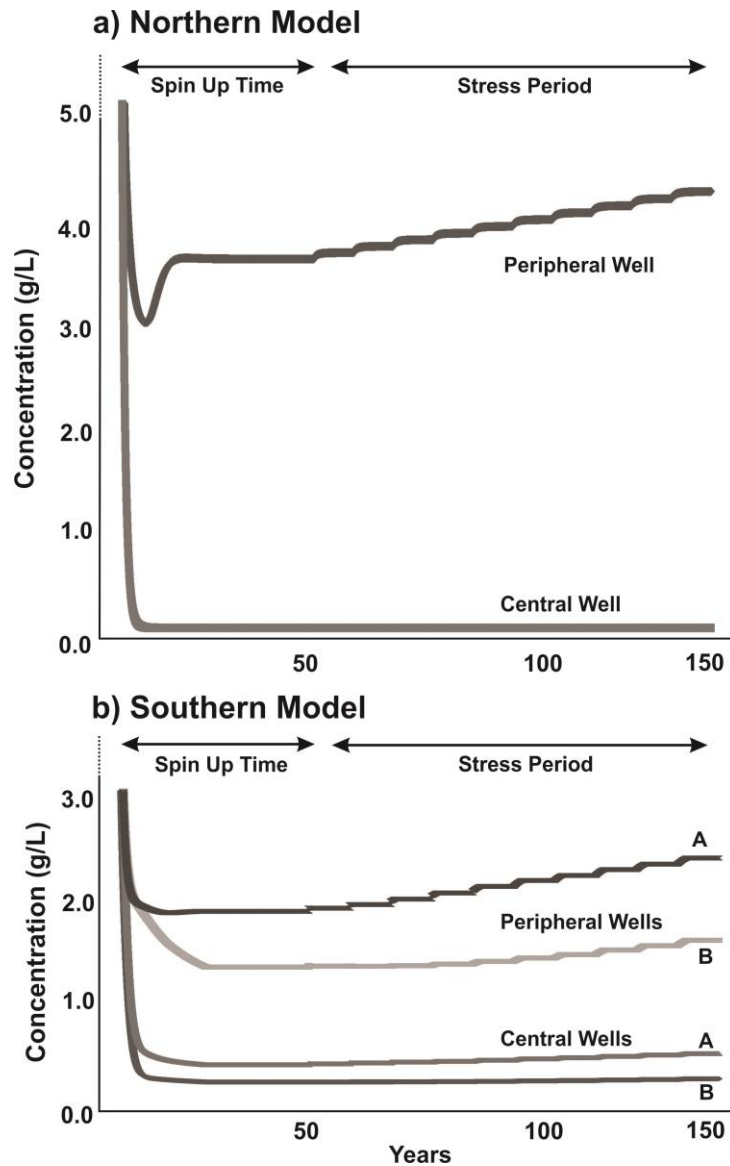 a) Northern Model
Spin Up Time
Stress Period
5.0
4.0
3.0
2.0
1.0
0.0
Concentration (g/L)
Peripheral Well
Central Well
50
100
150
b) Southern Model
Spin Up Time
Stress Period
3.0
2.0
1.0
0.0
Concentration (g/L)
A
Peripheral Wells
B
Central Wells
A
B
50
100
150
Years